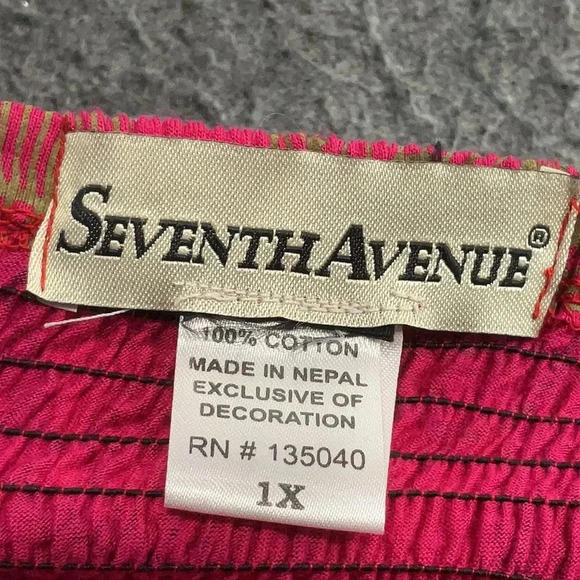 SEVENTH AVENUE®
100% COTTON
MADE IN NEPAL
EXCLUSIVE OF
DECORATION
RN # 135040
1X